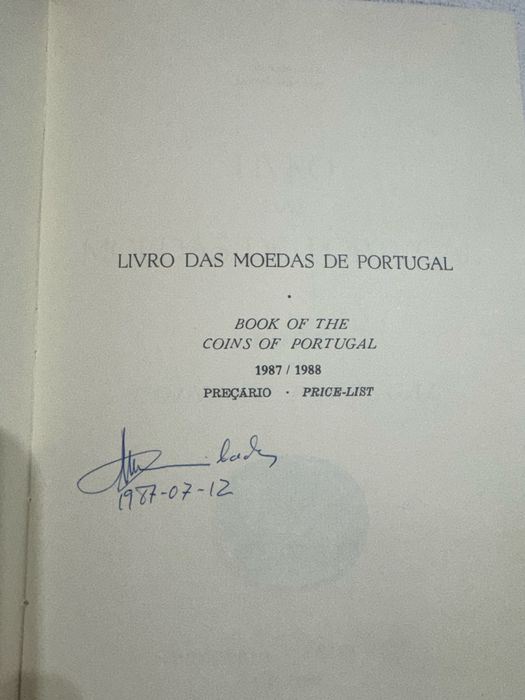 LIVRO DAS MOEDAS DE PORTUGAL
BOOK OF THE
COINS OF PORTUGAL
1987 / 1988
PREÇÁRIO · PRICE-LIST
1987-07-12